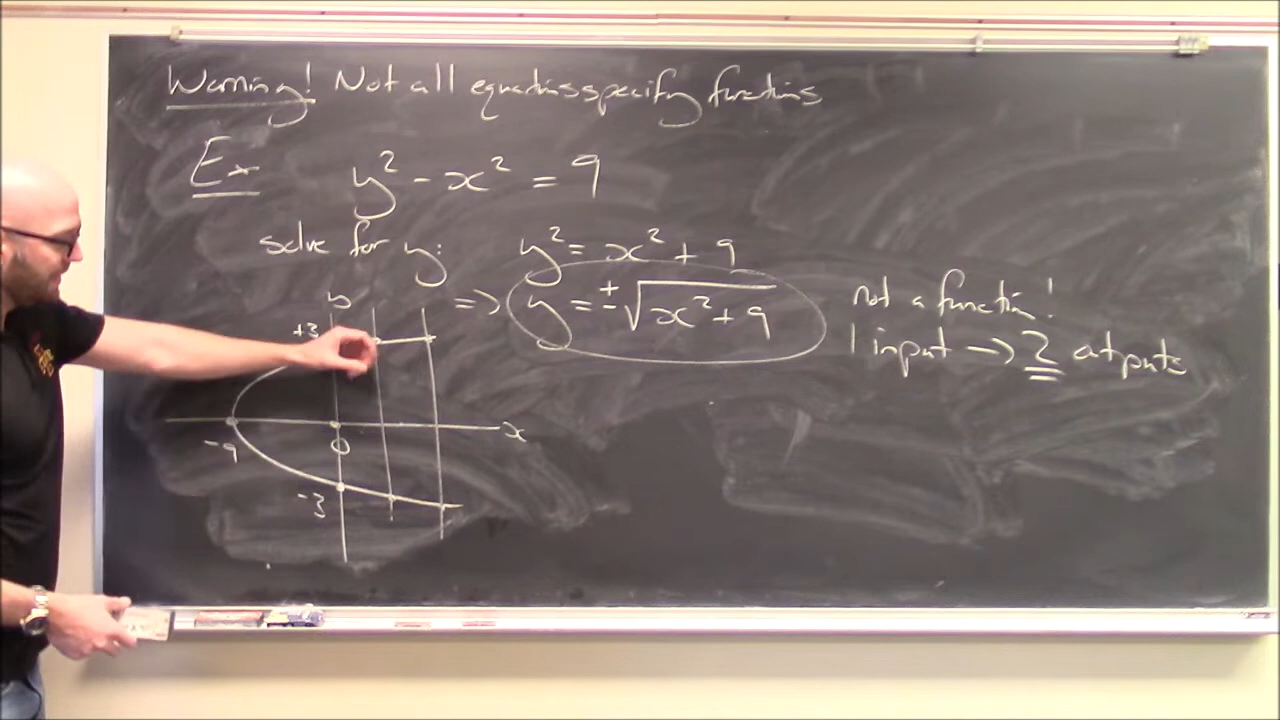 Warning! Not all equations specify functions
Ex
y² - x² = 9
solve for y: y² = x² + 9
=> y = ±√x² + 9
not a function!
1 input → 2 outputs
y
+3
x
-9
0
-3